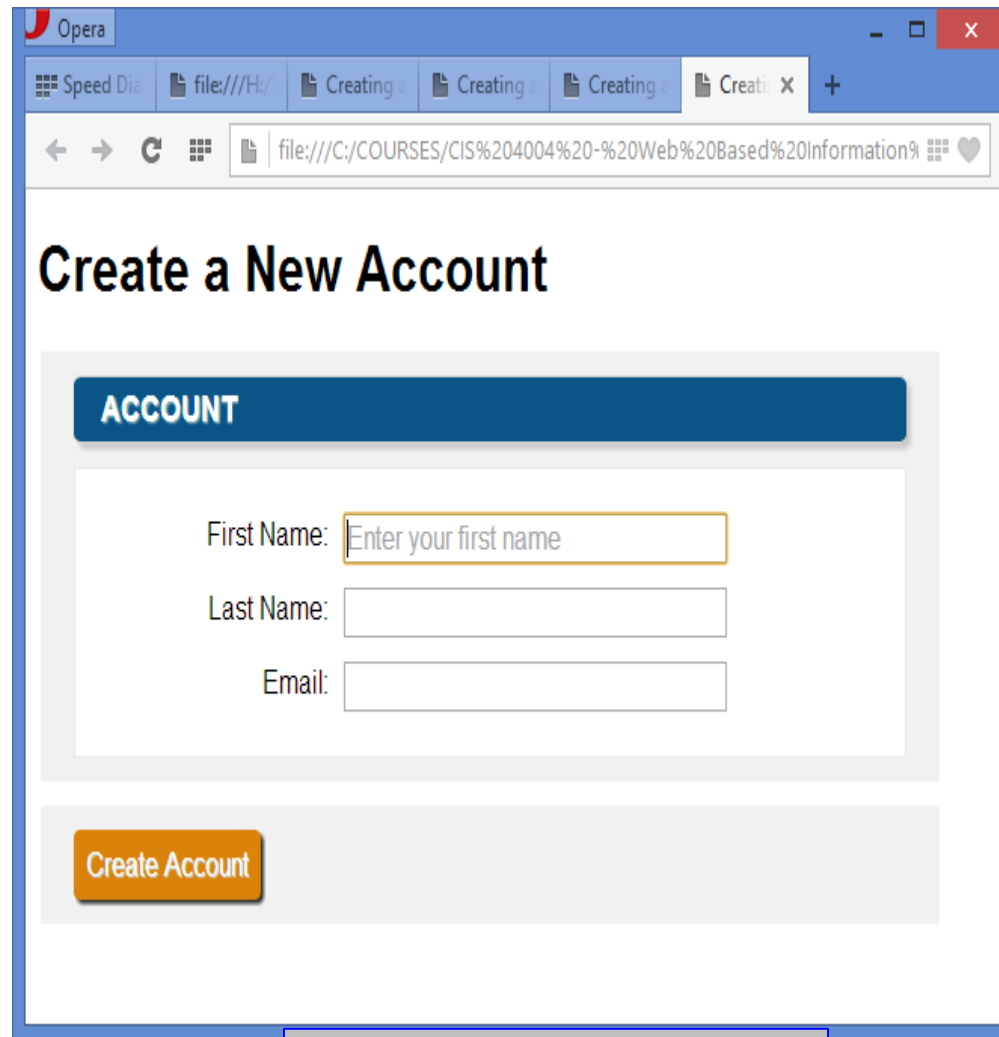 Opera
Speed Dia file:///H:/ Creating a Creating a Creating a Creati
file:///C:/COURSES/CIS%204004%20-%20Web%20Based%20Information%
Create a New Account
ACCOUNT
First Name: Enter your first name
Last Name:
Email:
Create Account